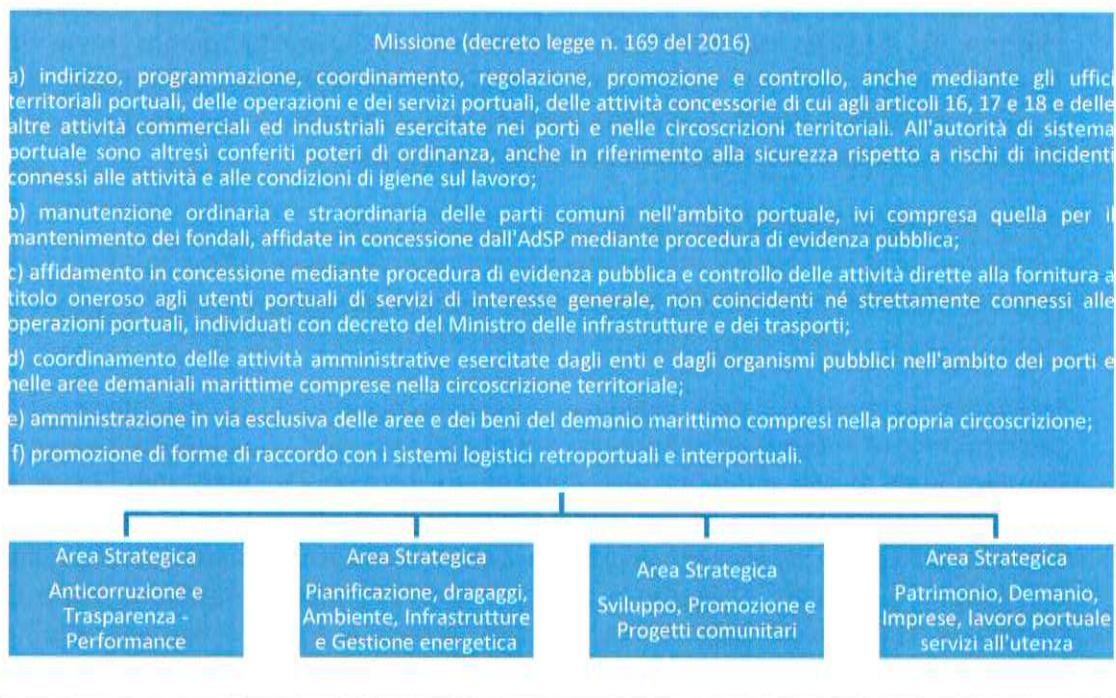 Missione (decreto legge n. 169 del 2016)
a) indirizzo, programmazione, coordinamento, regolazione, promozione e controllo, anche mediante gli uffici
territoriali portuali, delle operazioni e dei servizi portuali, delle attività concessorie di cui agli articoli 16, 17 e 18 e delle
altre attività commerciali ed industriali esercitate nei porti e nelle circoscrizioni territoriali. All'autorità di sistema
portuale sono altresì conferiti poteri di ordinanza, anche in riferimento alla sicurezza rispetto a rischi di incidenti
connessi alle attività e alle condizioni di igiene sul lavoro;
b) manutenzione ordinaria e straordinaria delle parti comuni nell'ambito portuale, ivi compresa quella per il
mantenimento dei fondali, affidate in concessione dall'AdSP mediante procedura di evidenza pubblica;
c) affidamento in concessione mediante procedura di evidenza pubblica e controllo delle attività dirette alla fornitura a
titolo oneroso agli utenti portuali di servizi di interesse generale, non coincidenti né strettamente connessi alle
operazioni portuali, individuati con decreto del Ministro delle infrastrutture e dei trasporti;
d) coordinamento delle attività amministrative esercitate dagli enti e dagli organismi pubblici nell'ambito dei porti e
nelle aree demaniali marittime comprese nella circoscrizione territoriale;
e) amministrazione in via esclusiva delle aree e dei beni del demanio marittimo compresi nella propria circoscrizione;
f) promozione di forme di raccordo con i sistemi logistici retroportuali e interportuali.
Area Strategica
Anticorruzione e
Trasparenza -
Performance
Area Strategica
Pianificazione, dragaggi,
Ambiente, Infrastrutture
e Gestione energetica
Area Strategica
Sviluppo, Promozione e
Progetti comunitari
Area Strategica
Patrimonio, Demanio,
Imprese, lavoro portuale
servizi all'utenza